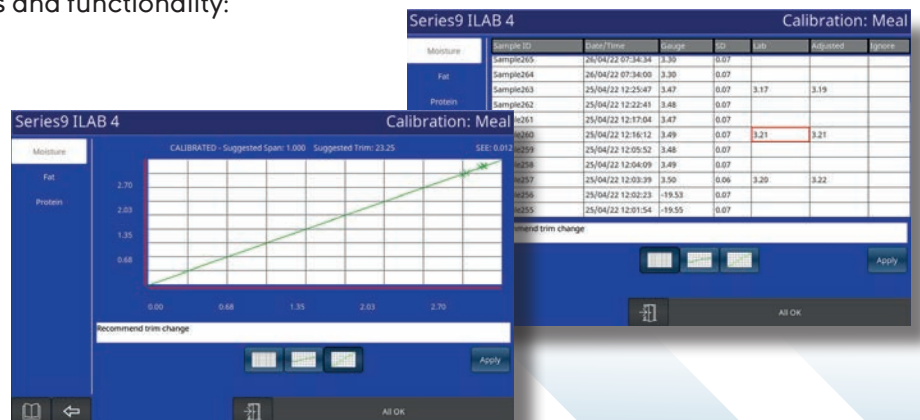 s and functionality:
Series9 ILAB 4 Calibration: Meal
Moisture
Fat
Protein
Sample ID Date/Time Gauge SD Lab Adjusted Ignore
Sample265 26/04/22 07:34:34 3.30 0.07
Sample264 26/04/22 07:34:00 3.30 0.07
Sample263 25/04/22 12:25:47 3.47 0.07 3.17 3.19
Sample262 25/04/22 12:22:41 3.48 0.07
le261 25/04/22 12:17:04 3.47 0.07
le260 25/04/22 12:16:12 3.49 0.07 3.21 3.21
le259 25/04/22 12:05:52 3.48 0.07
le258 25/04/22 12:04:09 3.49 0.07
le257 25/04/22 12:03:39 3.50 0.06 3.20 3.22
le256 25/04/22 12:02:23 -19.53 0.07
le255 25/04/22 12:01:54 -19.55 0.07
mmend trim change
Apply
All OK
Series9 ILAB 4 Calibration: Meal
Moisture
Fat
Protein
CALIBRATED - Suggested Span: 1.000 Suggested Trim: 23.25 SEE: 0.012
2.70
2.03
1.35
0.68
0.00 0.68 1.35 2.03 2.70
Recommend trim change
Apply
All OK